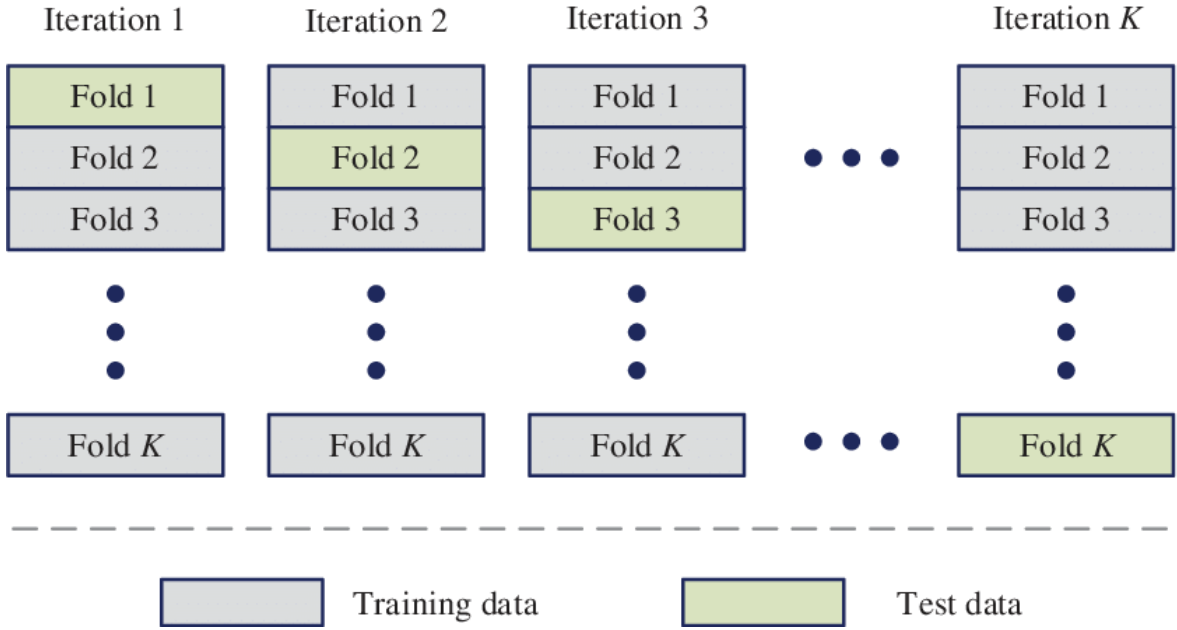 Iteration 1 Iteration 2 Iteration 3 Iteration K
Fold 1 Fold 1 Fold 1 Fold 1
Fold 2 Fold 2 Fold 2 Fold 2
Fold 3 Fold 3 Fold 3 Fold 3
Fold K Fold K Fold K Fold K
Training data Test data